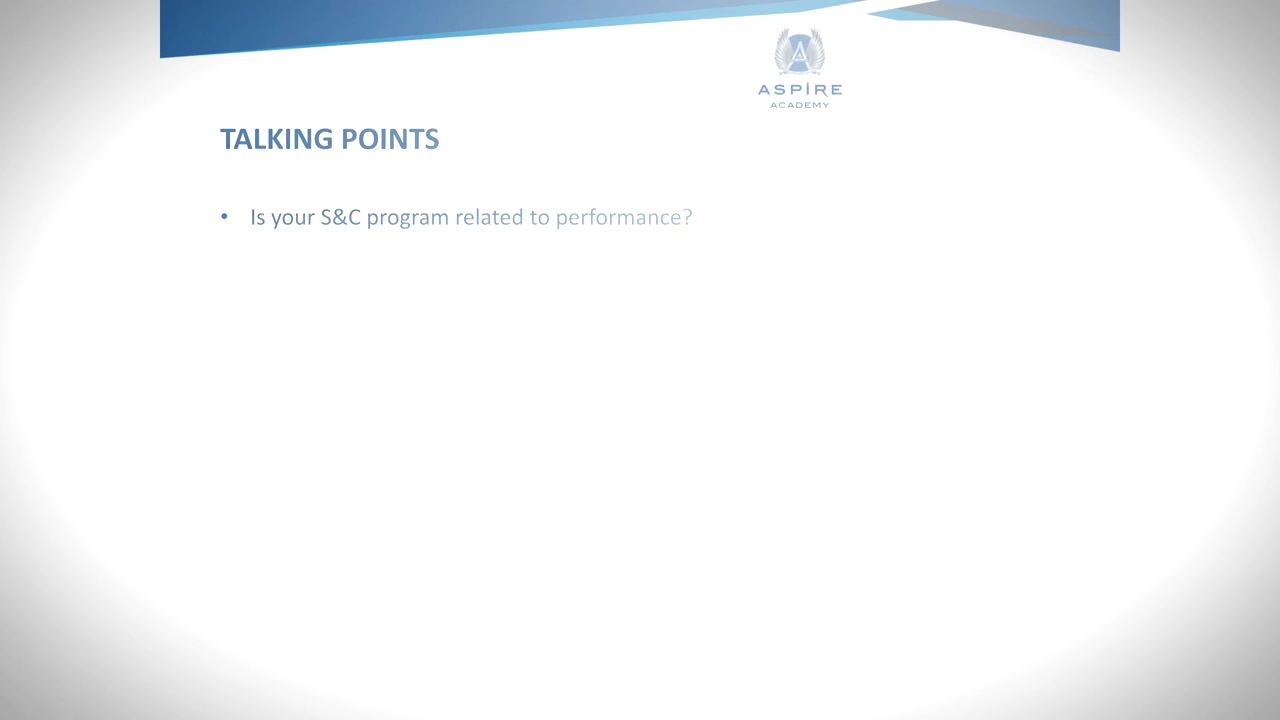 ASPIRE
ACADEMY
TALKING POINTS
• Is your S&C program related to performance?